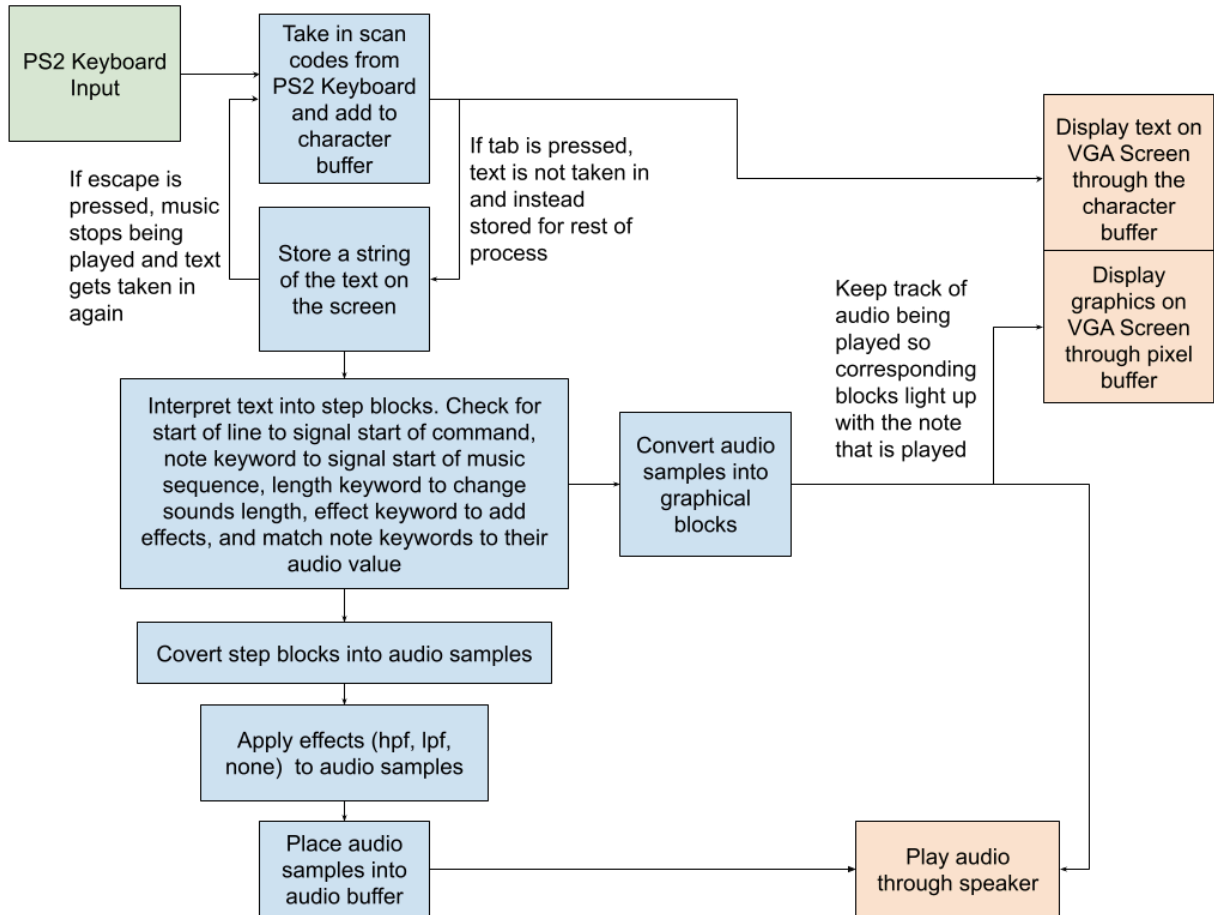 PS2 Keyboard
Input
Take in scan
codes from
PS2 Keyboard
and add to
character
buffer
If escape is
pressed, music
stops being
played and text
gets taken in
again
If tab is pressed,
text is not taken in
and instead
stored for rest of
process
Display text on
VGA Screen
through the
character
buffer
Store a string
of the text on
the screen
Display
graphics on
VGA Screen
through pixel
buffer
Keep track of
audio being
played so
corresponding
blocks light up
with the note
that is played
Interpret text into step blocks. Check for
start of line to signal start of command,
note keyword to signal start of music
sequence, length keyword to change
sounds length, effect keyword to add
effects, and match note keywords to their
audio value
Convert audio
samples into
graphical
blocks
Covert step blocks into audio samples
Apply effects (hpf, lpf,
none)  to audio samples
Place audio
samples into
audio buffer
Play audio
through speaker